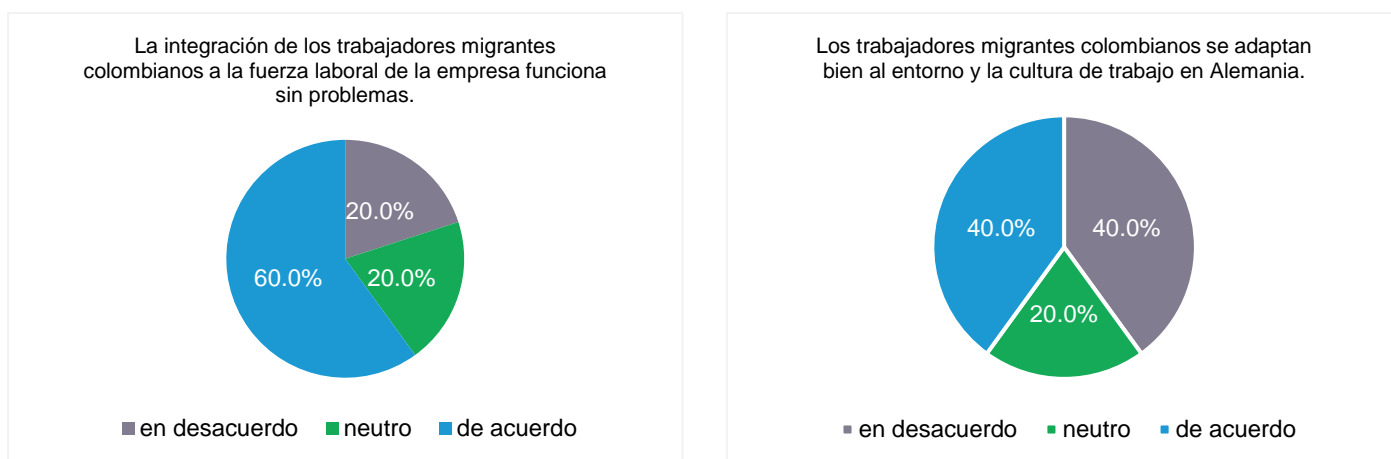 La integración de los trabajadores migrantes
colombianos a la fuerza laboral de la empresa funciona
sin problemas.
20.0%
20.0%
60.0%
en desacuerdo neutro de acuerdo
Los trabajadores migrantes colombianos se adaptan
bien al entorno y la cultura de trabajo en Alemania.
40.0%
40.0%
20.0%
en desacuerdo neutro de acuerdo